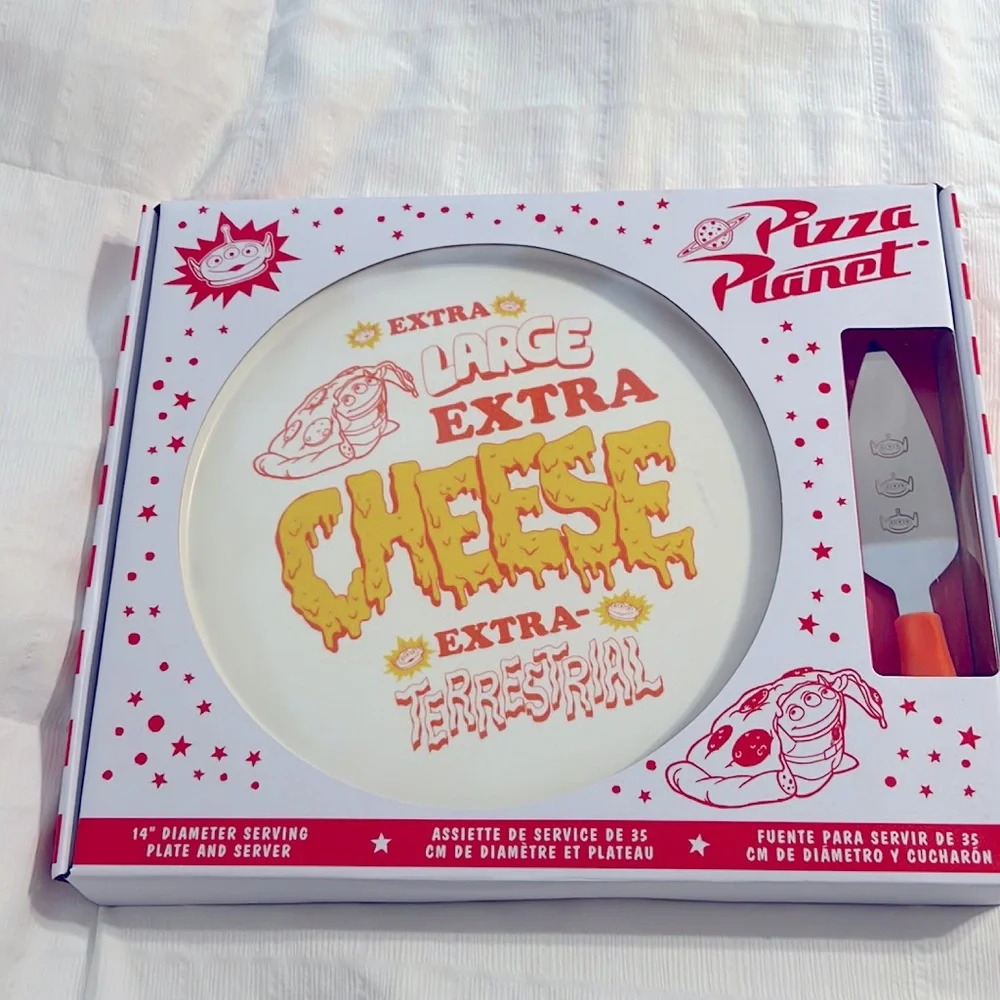 Pizza
Planet
EXTRA
LARGE
EXTRA
CHEESE
EXTRA-
TERRESTRIAL
14" DIAMETER SERVING
PLATE AND SERVER
ASSIETTE DE SERVICE DE 35
CM DE DIAMÈTRE ET PLATEAU
FUENTE PARA SERVIR DE 35
CM DE DIÁMETRO Y CUCHARÓN